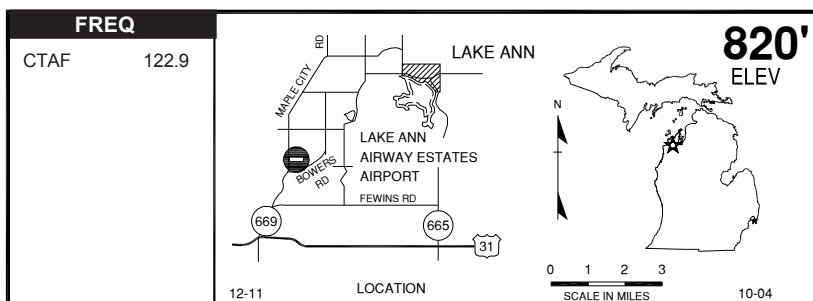 FREQ
CTAF 122.9
RD
LAKE ANN
MAPLE CITY
LAKE ANN
AIRWAY ESTATES
AIRPORT
BOWERS
RD
FEWINS RD
669
665
31
12-11
LOCATION
820'
ELEV
N
0 1 2 3
SCALE IN MILES
10-04